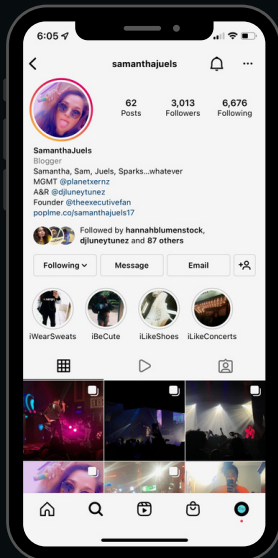 6:05
samanthajuels
62
3,013
6,676
Posts
Followers
Following
SamanthaJuels
Blogger
Samantha, Sam, Juels, Sparks...whatever
MGMT @planetxernz
A&R @djluneytunez
Founder @theexecutivefan
poplme.co/samanthajuels17
Followed by hannahblumenstock,
djluneytunez and 87 others
Following
Message
Email
iWearSweats
iBeCute
iLikeShoes
iLikeConcerts